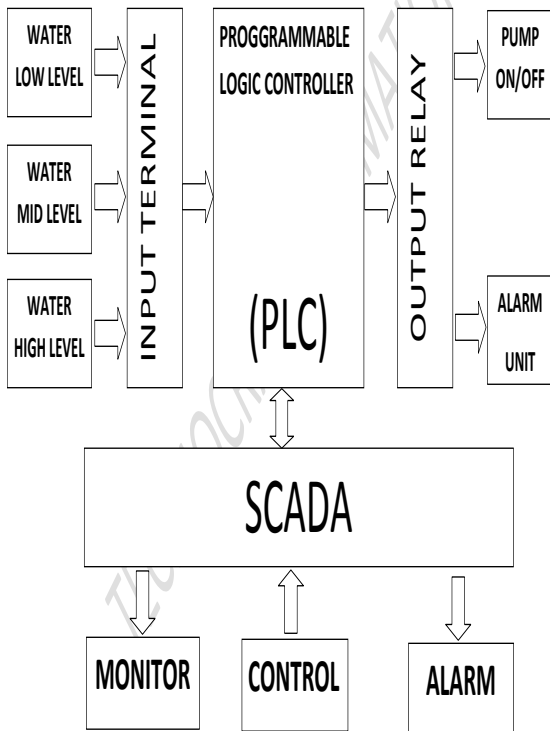 WATER
LOW LEVEL
WATER
MID LEVEL
WATER
HIGH LEVEL
INPUT TERMINAL
PROGGRAMMABLE
LOGIC CONTROLLER
(PLC)
OUTPUT RELAY
PUMP
ON/OFF
ALARM
UNIT
SCADA
MONITOR
CONTROL
ALARM